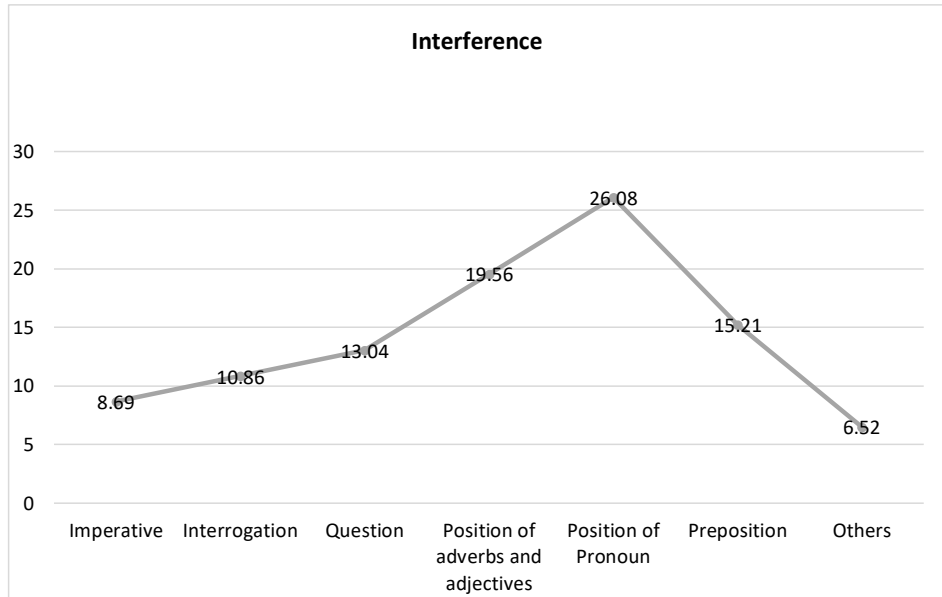 Interference
30
25
20
15
10
5
0
8.69
10.86
13.04
19.56
26.08
15.21
6.52
Imperative
Interrogation
Question
Position of
adverbs and
adjectives
Position of
Pronoun
Preposition
Others